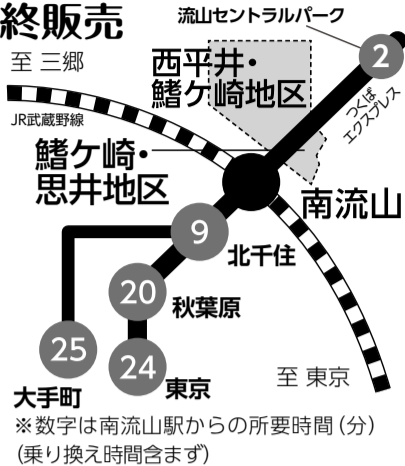 終販売
流山セントラルパーク
2
至 三郷
西平井・
鰭ケ崎地区
つくば
エクスプレス
JR武蔵野線
鰭ケ崎・
思井地区
南流山
9
北千住
20
秋葉原
25
24
大手町
東京
至 東京
※数字は南流山駅からの所要時間（分）
（乗り換え時間含まず）